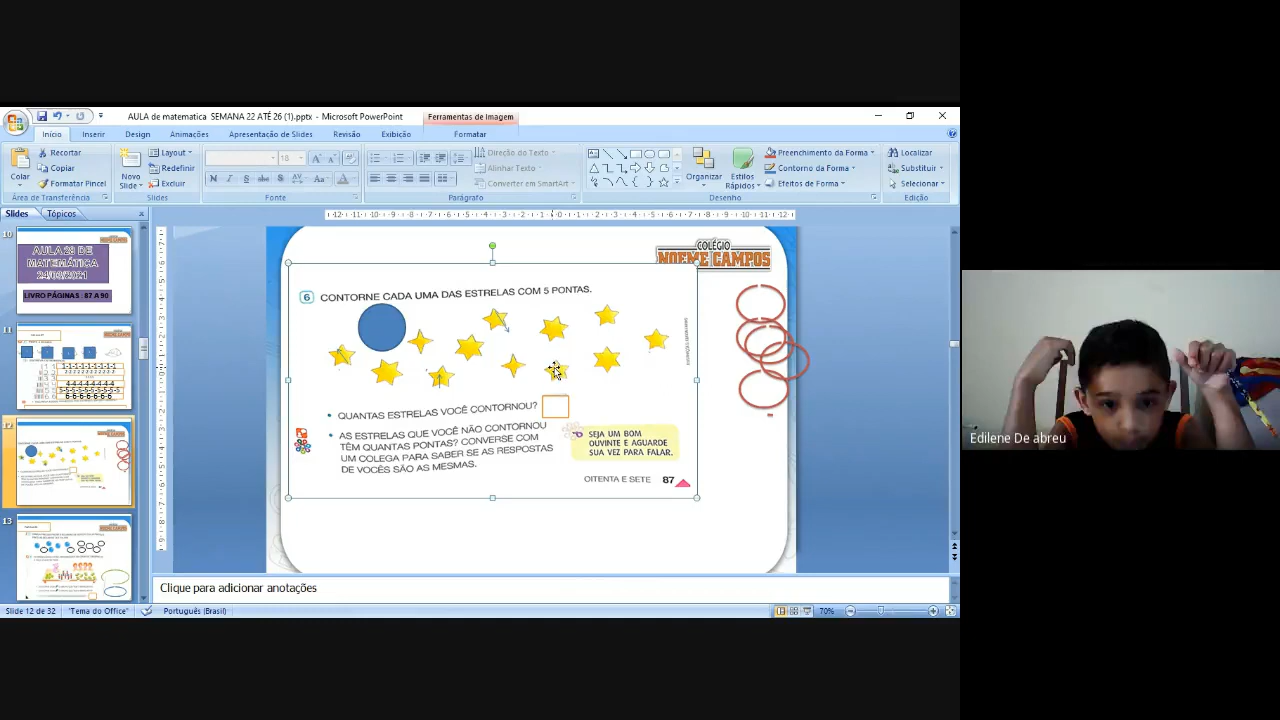 AULA de matematica SEMANA 22 ATÉ 26 (1).pptx - Microsoft PowerPoint
Ferramentas de Imagem
Início
Inserir
Design
Animações
Apresentação de Slides
Revisão
Exibição
Formatar
Colar
Recortar
Copiar
Formatar Pincel
Área de Transferência
Novo
Slide
Layout
Redefinir
Excluir
Slides
18
Fonte
Parágrafo
Direção do Texto
Alinhar Texto
Converter em SmartArt
Organizar
Estilos
Rápidos
Preenchimento da Forma
Contorno da Forma
Efeitos de Forma
Desenho
Localizar
Substituir
Selecionar
Edição
Slides
Tópicos
10
AULA 28 DE
MATEMÁTICA
LIVRO PÁGINAS : 87 A 90
11
12
13
COLÉGIO
NOEME CAMPOS
6 CONTORNE CADA UMA DAS ESTRELAS COM 5 PONTAS.
• QUANTAS ESTRELAS VOCÊ CONTORNOU?
• AS ESTRELAS QUE VOCÊ NÃO CONTORNOU
TÊM QUANTAS PONTAS? CONVERSE COM
UM COLEGA PARA SABER SE AS RESPOSTAS
DE VOCÊS SÃO AS MESMAS.
SEJA UM BOM
OUVINTE E AGUARDE
SUA VEZ PARA FALAR.
OITENTA E SETE 87
Clique para adicionar anotações
Slide 12 de 32
"Tema do Office"
Português (Brasil)
70%
Edilene De abreu